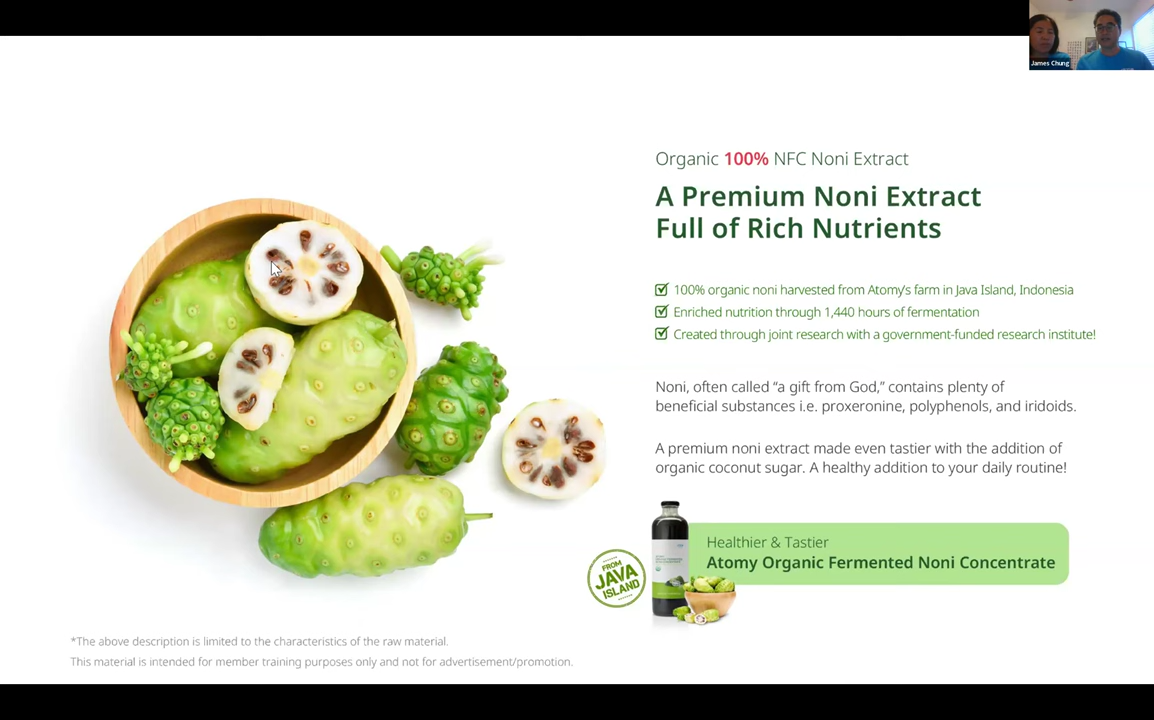 James Chung
Organic 100% NFC Noni Extract
A Premium Noni Extract
Full of Rich Nutrients
100% organic noni harvested from Atomy's farm in Java Island, Indonesia
Enriched nutrition through 1,440 hours of fermentation
Created through joint research with a government-funded research institute!
Noni, often called “a gift from God,” contains plenty of
beneficial substances i.e. proxeronine, polyphenols, and iridoids.
A premium noni extract made even tastier with the addition of
organic coconut sugar. A healthy addition to your daily routine!
Healthier & Tastier
Atomy Organic Fermented Noni Concentrate
FROM
JAVA
ISLAND
*The above description is limited to the characteristics of the raw material.
This material is intended for member training purposes only and not for advertisement/promotion.